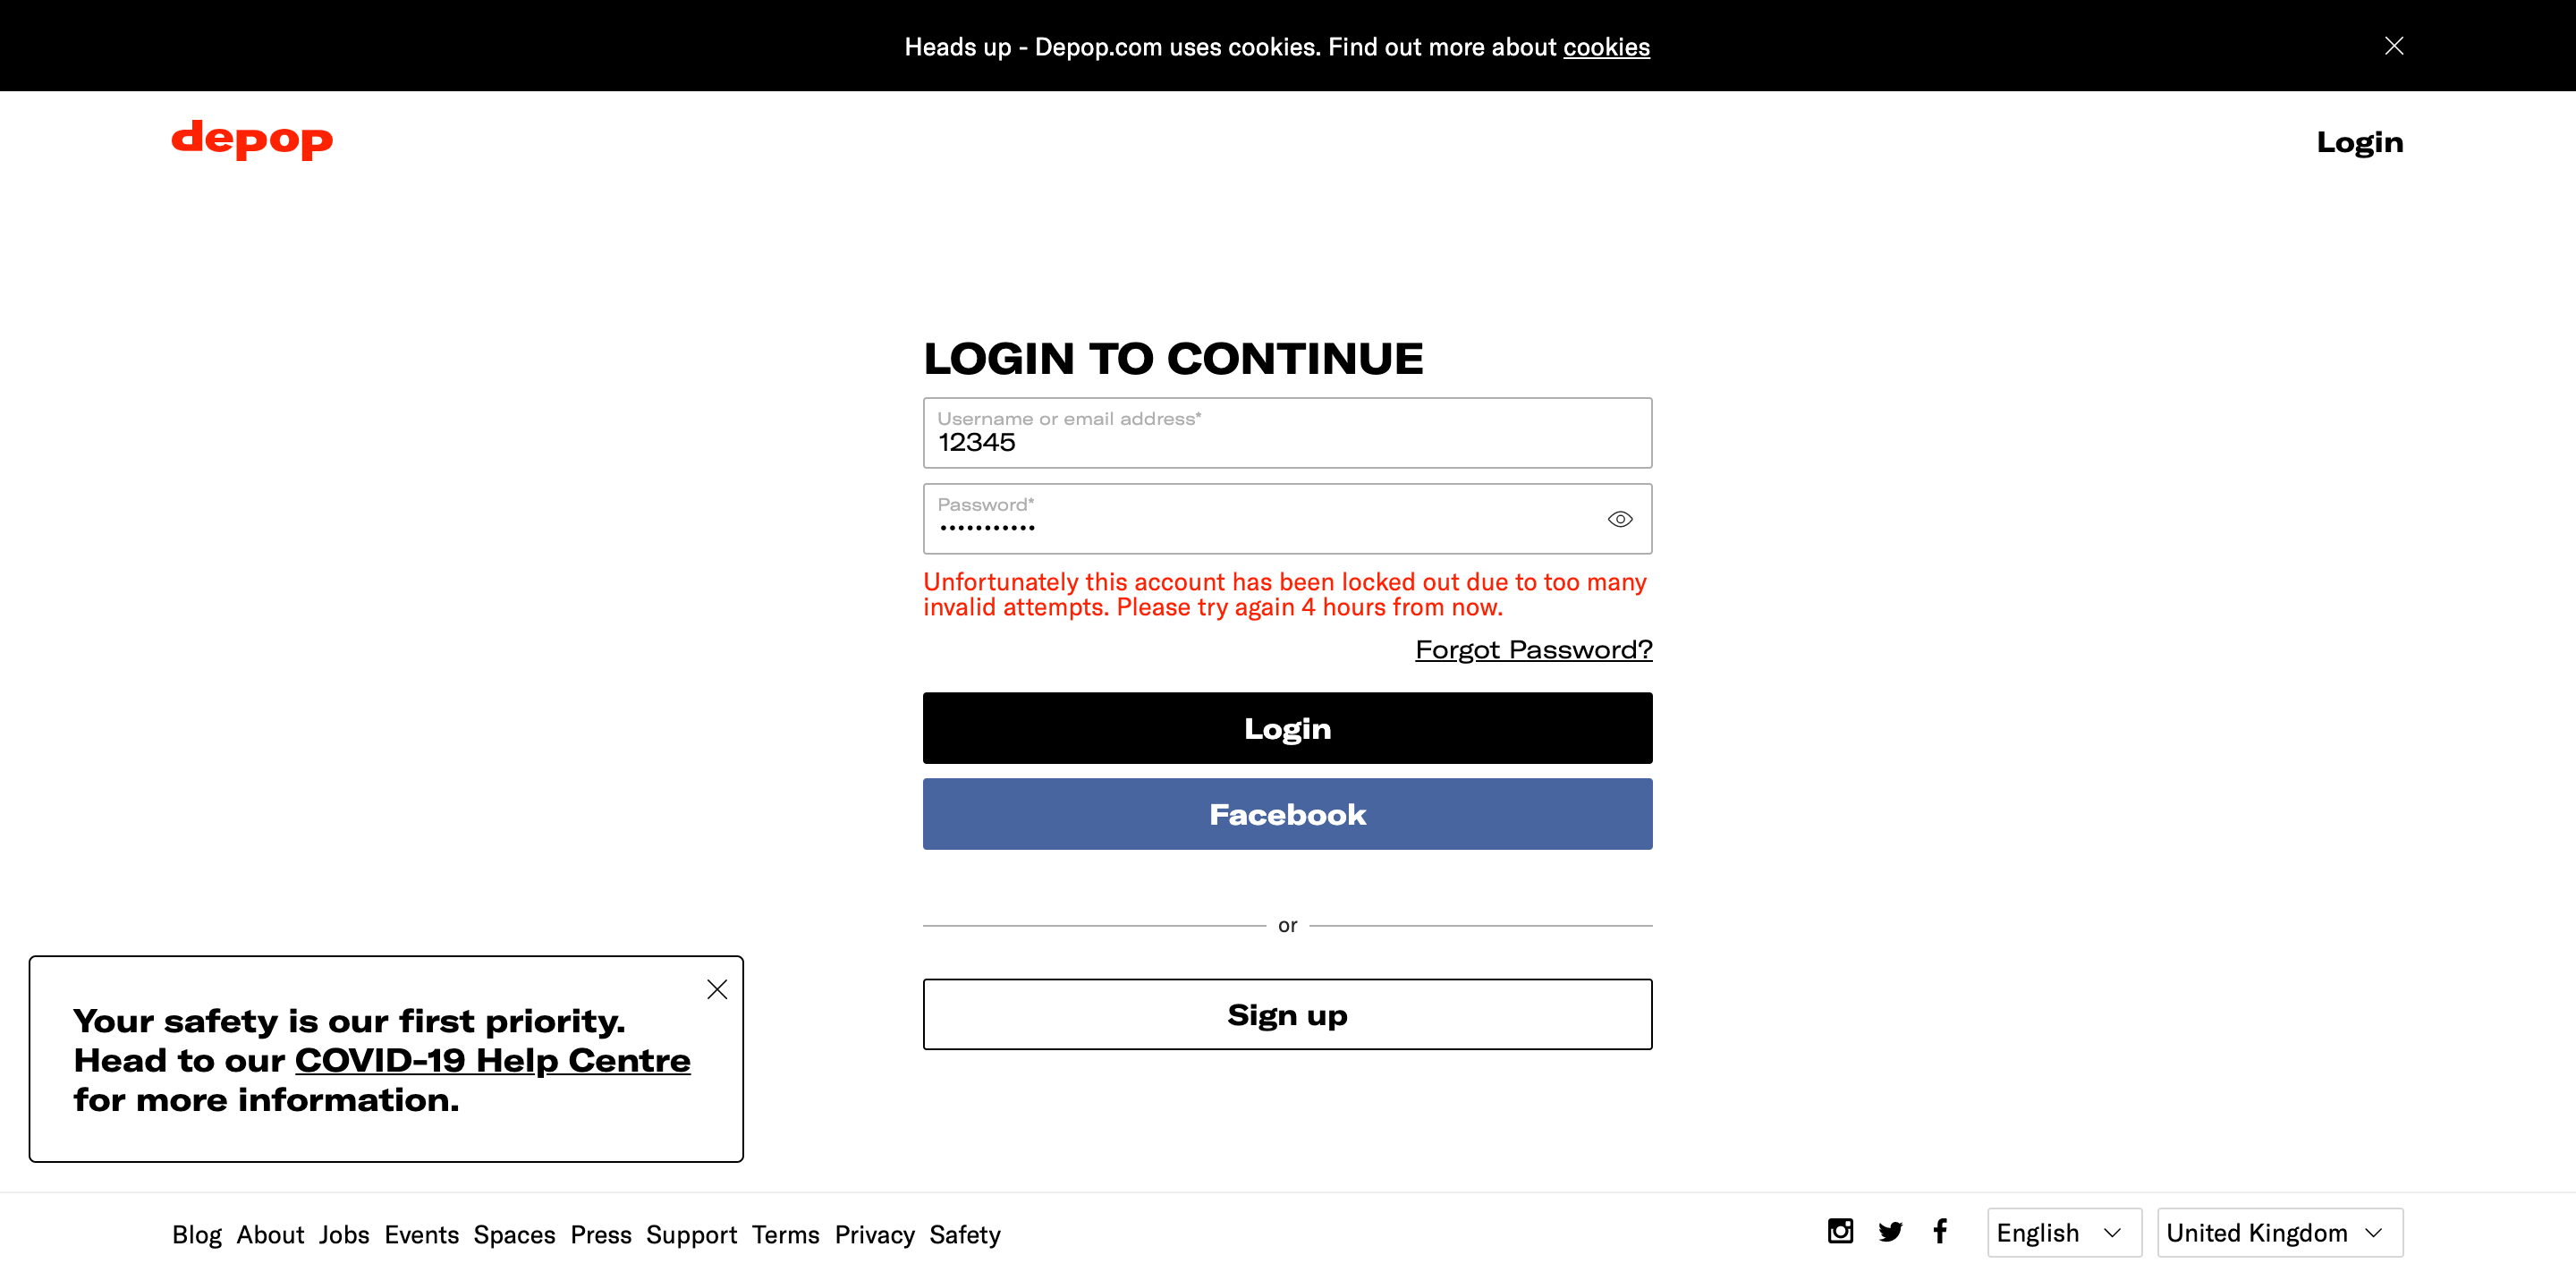 Heads up - Depop.com uses cookies. Find out more about cookies
depop
Login
LOGIN TO CONTINUE
Username or email address*
12345
Password*
•••••••••••
Unfortunately this account has been locked out due to too many
invalid attempts. Please try again 4 hours from now.
Forgot Password?
Login
Facebook
or
Sign up
Your safety is our first priority.
Head to our COVID-19 Help Centre
for more information.
Blog About Jobs Events Spaces Press Support Terms Privacy Safety
English
United Kingdom